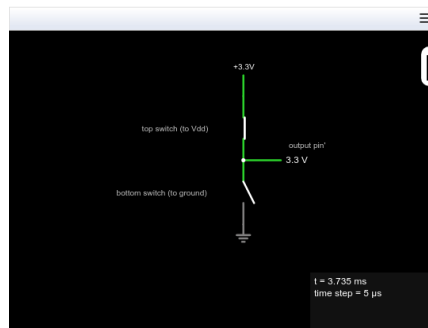 +3.3V
top switch (to Vdd)
output pin'
3.3 V
bottom switch (to ground)
t = 3.735 ms
time step = 5 μs